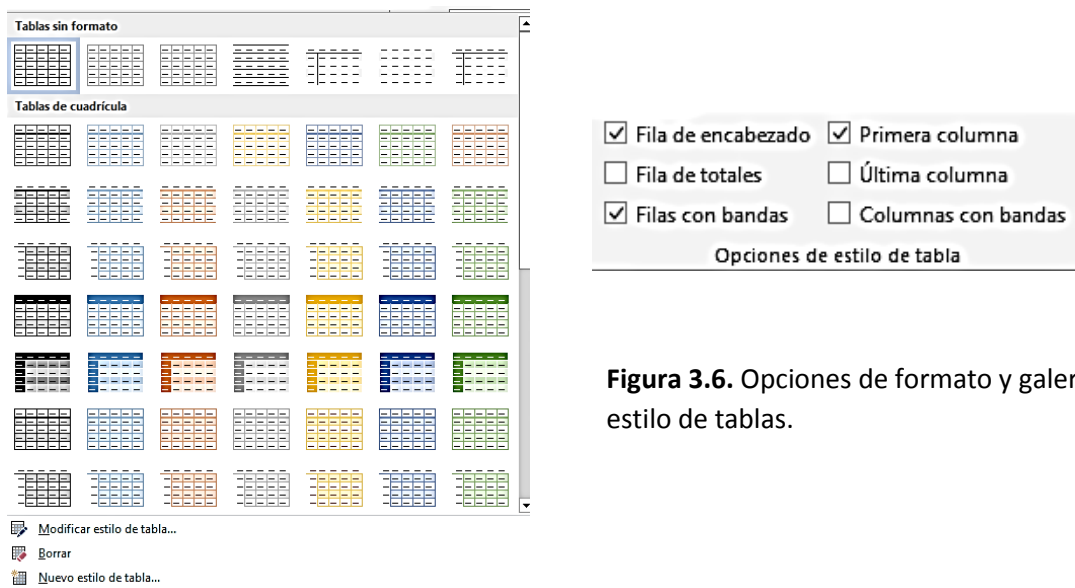 Tablas sin formato
Tablas de cuadrícula
Modificar estilo de tabla...
Borrar
Nuevo estilo de tabla...
Fila de encabezado
Primera columna
Fila de totales
Última columna
Filas con bandas
Columnas con bandas
Opciones de estilo de tabla
Figura 3.6. Opciones de formato y galer
estilo de tablas.